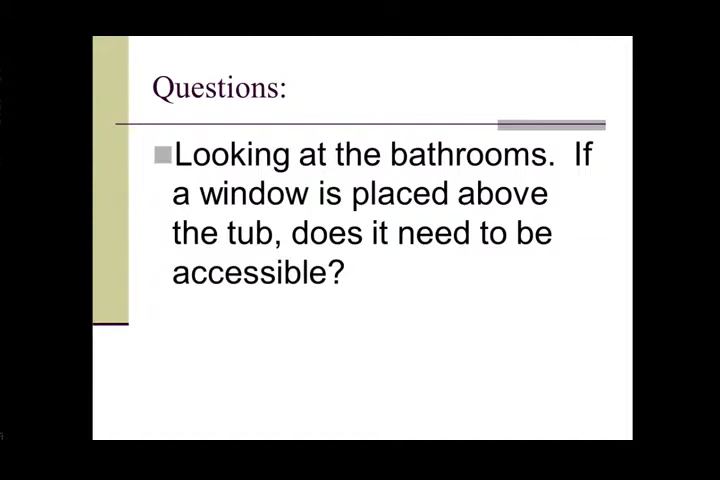 Questions:
Looking at the bathrooms.  If
a window is placed above
the tub, does it need to be
accessible?